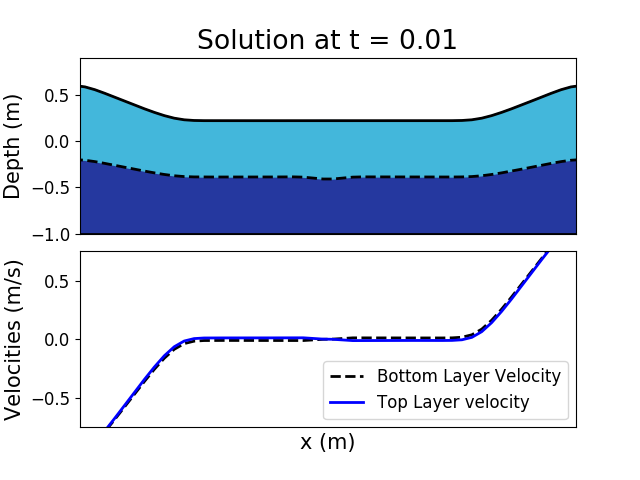 Solution at t = 0.01
Depth (m)
0.5
0.0
−0.5
−1.0
Velocities (m/s)
0.5
0.0
−0.5
Bottom Layer Velocity
Top Layer velocity
x (m)